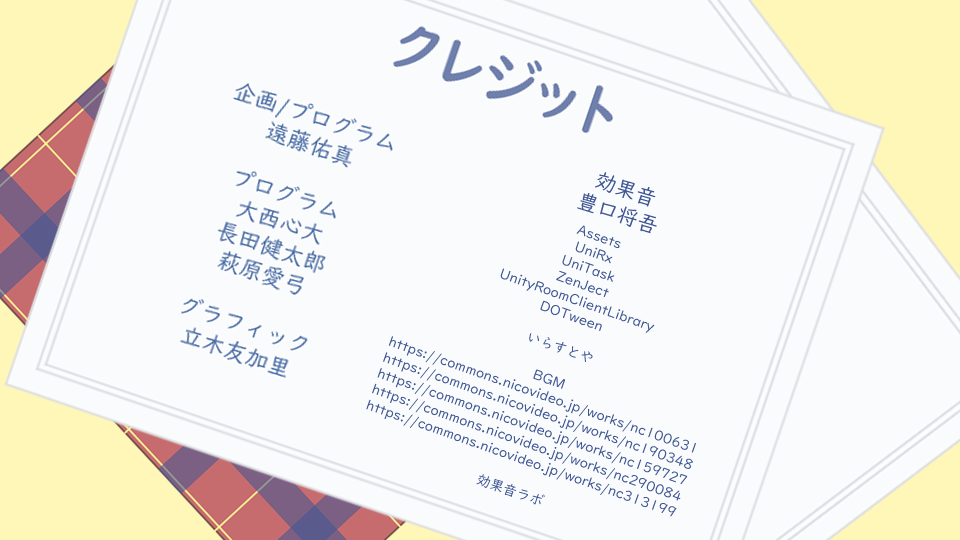 クレジット
企画/プログラム
遠藤佑真
プログラム
大西心大
長田健太郎
萩原愛弓
グラフィック
立木友加里
効果音
豊口将吾
Assets
UniRx
UniTask
ZenJect
UnityRoomClientLibrary
DOTween
いらすとや
BGM
https://commons.nicovideo.jp/works/nc100631
https://commons.nicovideo.jp/works/nc190348
https://commons.nicovideo.jp/works/nc159727
https://commons.nicovideo.jp/works/nc290084
https://commons.nicovideo.jp/works/nc313199
効果音ラボ